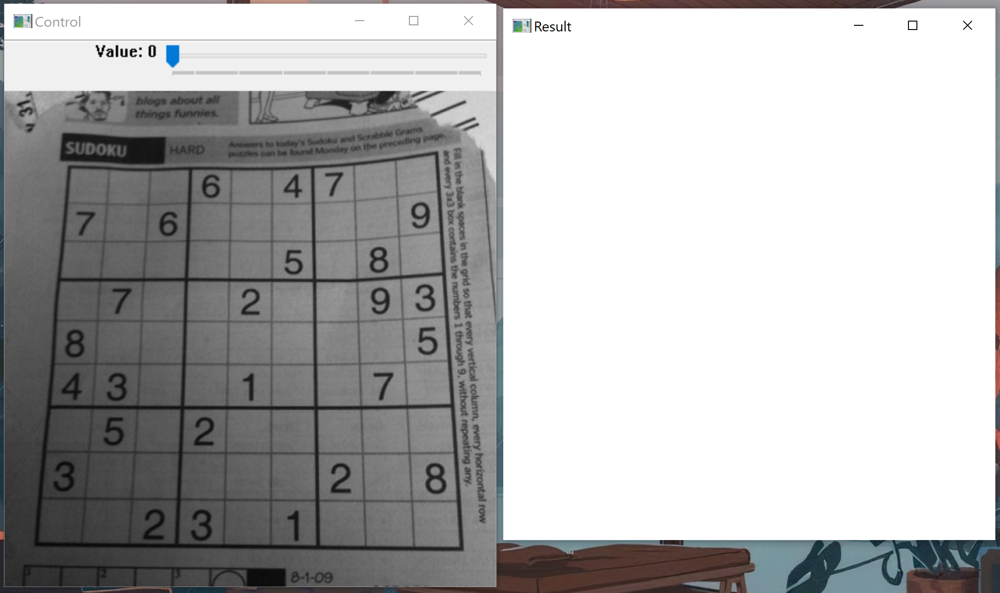 Control
Result
Value: 0
31,
blogs about all
things funnies.
SUDOKU
HARD
Answers to today's Sudoku and Scrabble Grams
puzzles can be found Monday on the preceding page.
Fill in the blank spaces in the grid so that every vertical column, every horizontal row
and every 3x3 box contains the numbers 1 through 9, without repeating any.
6 4 7
7 6 9
5 8
7 2 9 3
8 5
4 3 1 7
5 2
3 2 8
2 3 1
1 2 3
8-1-09